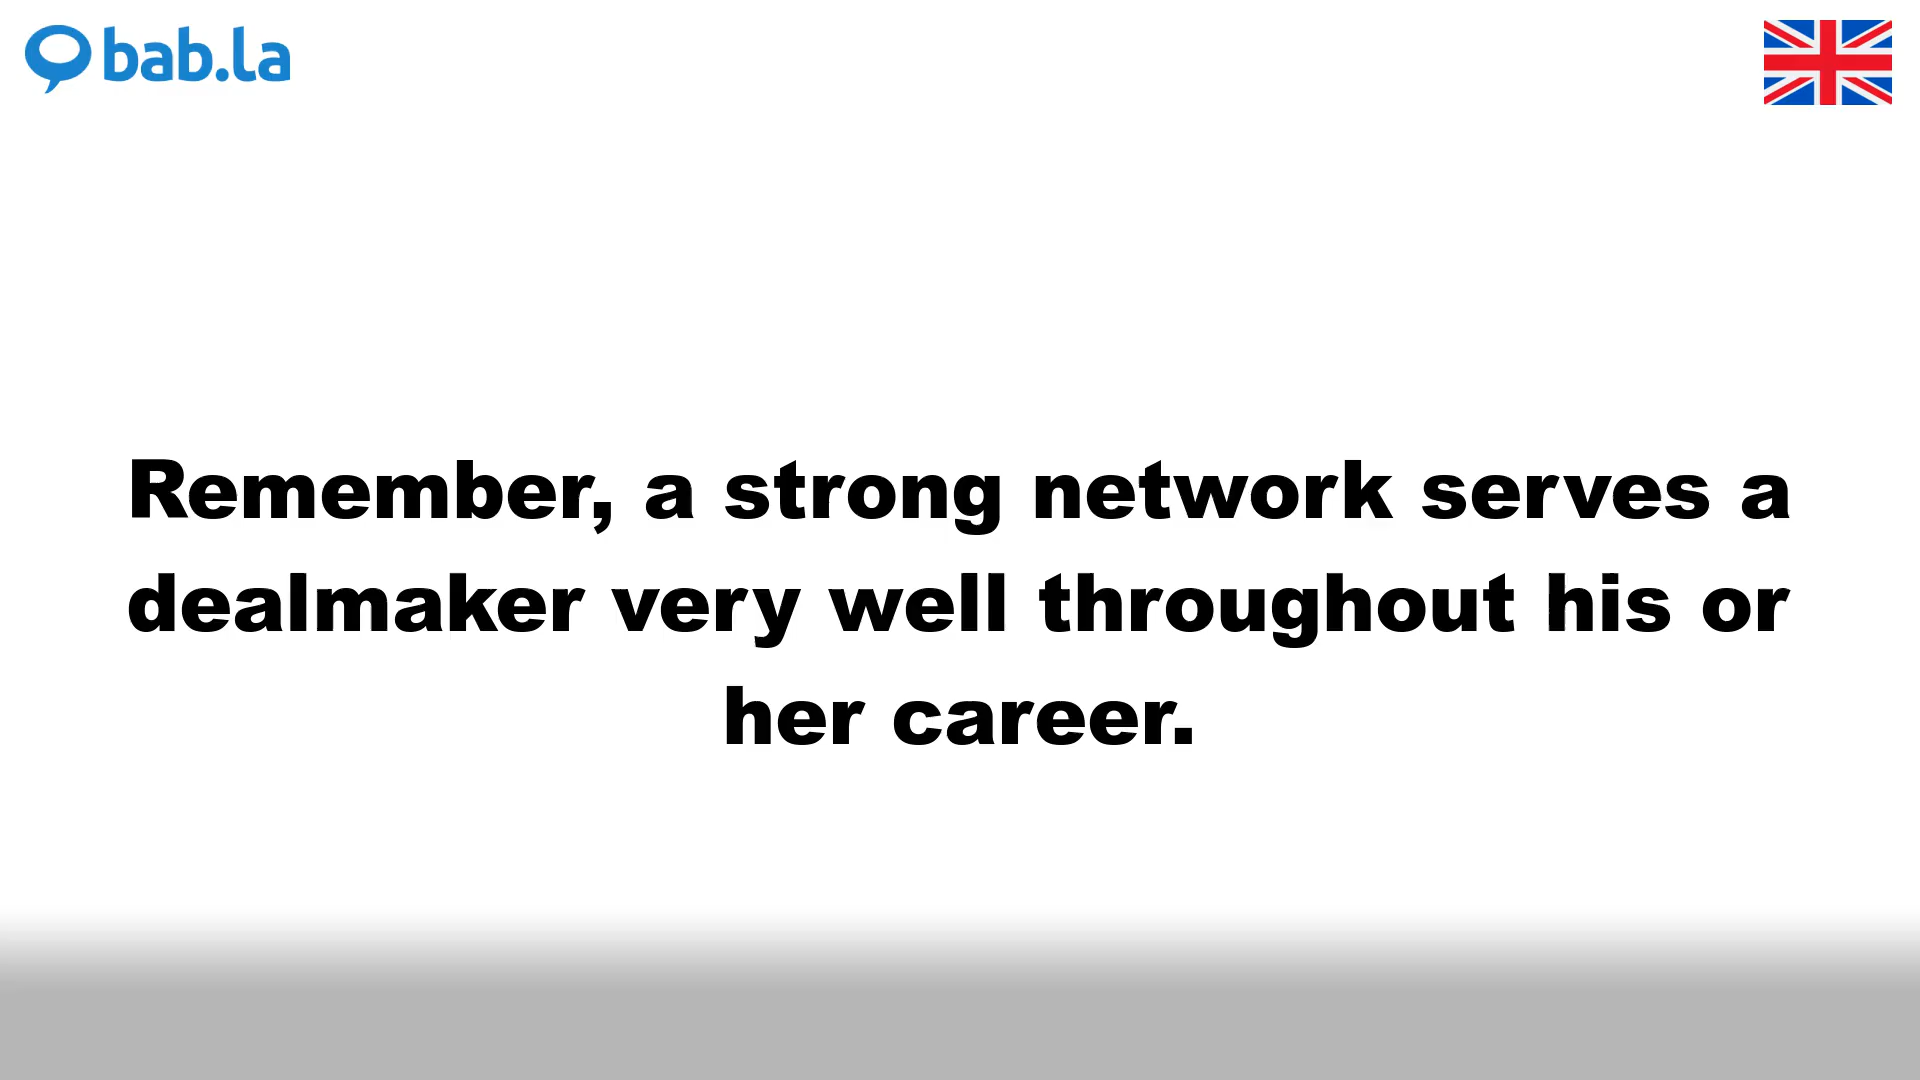 bab.la
Remember, a strong network serves a
dealmaker very well throughout his or
her career.